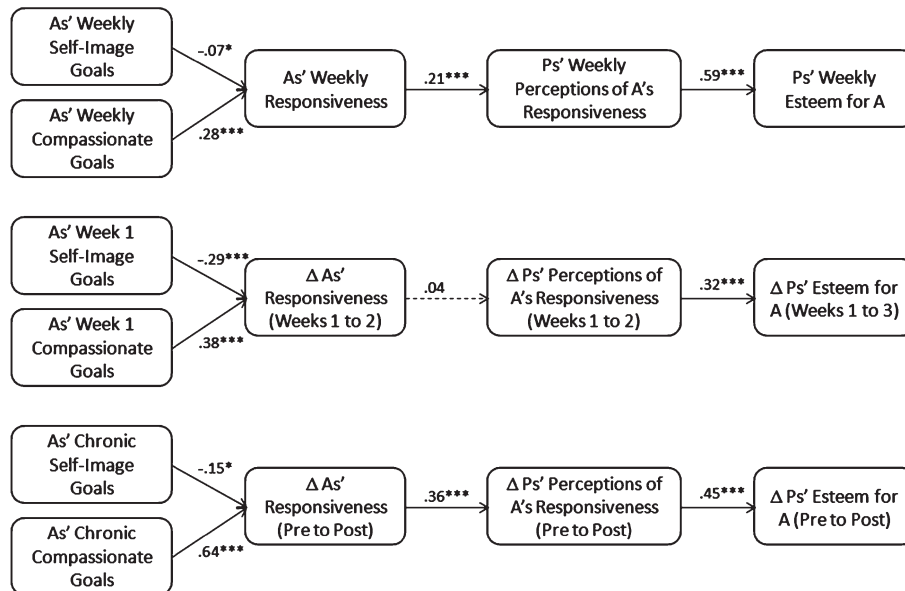 As' Weekly
Self-Image
Goals
-.07*
As' Weekly
Compassionate
Goals
.28***
As' Weekly
Responsiveness
.21***
Ps' Weekly
Perceptions of A's
Responsiveness
.59***
Ps' Weekly
Esteem for A
As' Week 1
Self-Image
Goals
-.29***
As' Week 1
Compassionate
Goals
.38***
Δ As'
Responsiveness
(Weeks 1 to 2)
.04
Δ Ps' Perceptions of
A's Responsiveness
(Weeks 1 to 2)
.32***
Δ Ps' Esteem for
A (Weeks 1 to 3)
As' Chronic
Self-Image
Goals
-.15*
As' Chronic
Compassionate
Goals
.64***
Δ As'
Responsiveness
(Pre to Post)
.36***
Δ Ps' Perceptions of
A's Responsiveness
(Pre to Post)
.45***
Δ Ps' Esteem for
A (Pre to Post)